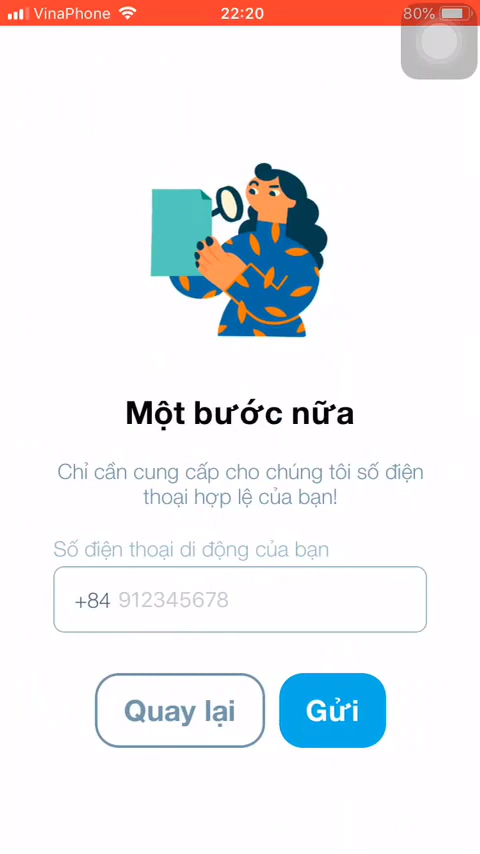 VinaPhone 22:20 80%
Một bước nữa
Chỉ cần cung cấp cho chúng tôi số điện
thoại hợp lệ của bạn!
Số điện thoại di động của bạn
+84 912345678
Quay lại Gửi